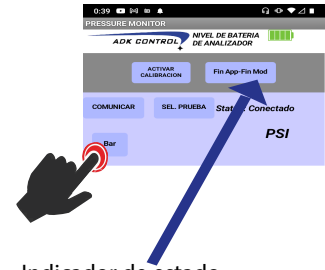 0:39
PRESSURE MONITOR
ADK CONTROL
NIVEL DE BATERIA
DE ANALIZADOR
ACTIVAR
CALIBRACION
Fin App-Fin Mod
COMUNICAR
SEL. PRUEBA
Conectado
PSI
Bar
Indicador de estado